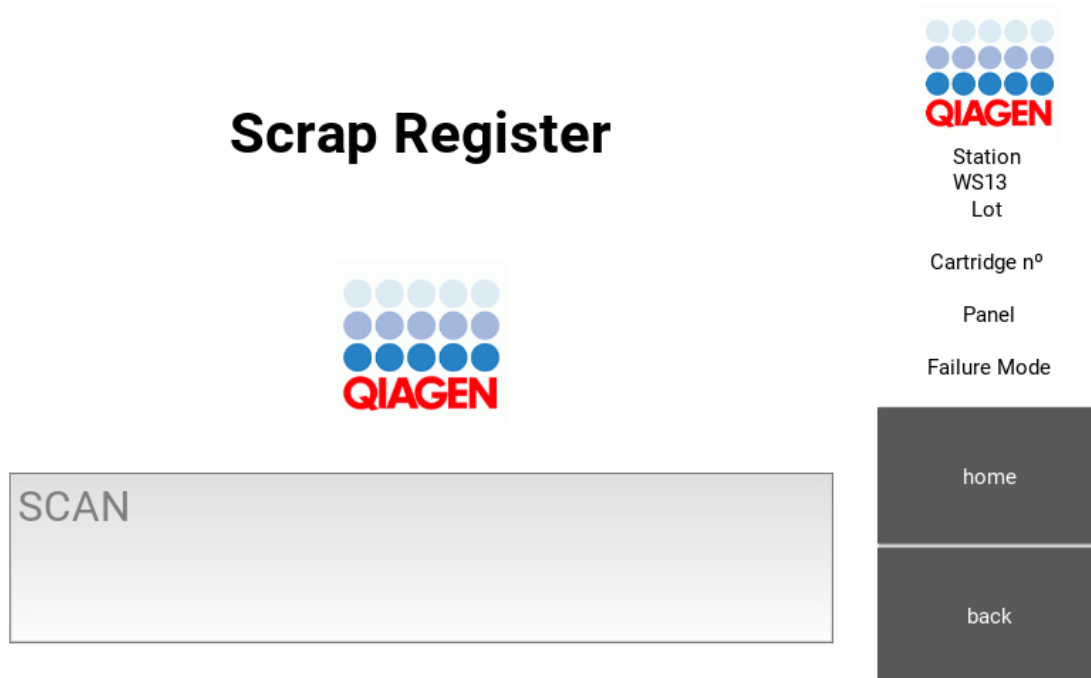 Scrap Register
QIAGEN
SCAN
QIAGEN
Station
WS13
Lot
Cartridge nº
Panel
Failure Mode
home
back